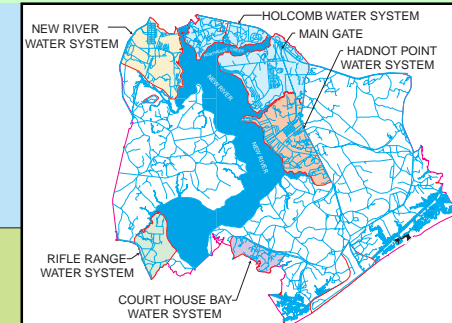 NEW RIVER
WATER SYSTEM
HOLCOMB WATER SYSTEM
MAIN GATE
HADNOT POINT
WATER SYSTEM
NEW RIVER
NEW RIVER
RIFLE RANGE
WATER SYSTEM
COURT HOUSE BAY
WATER SYSTEM